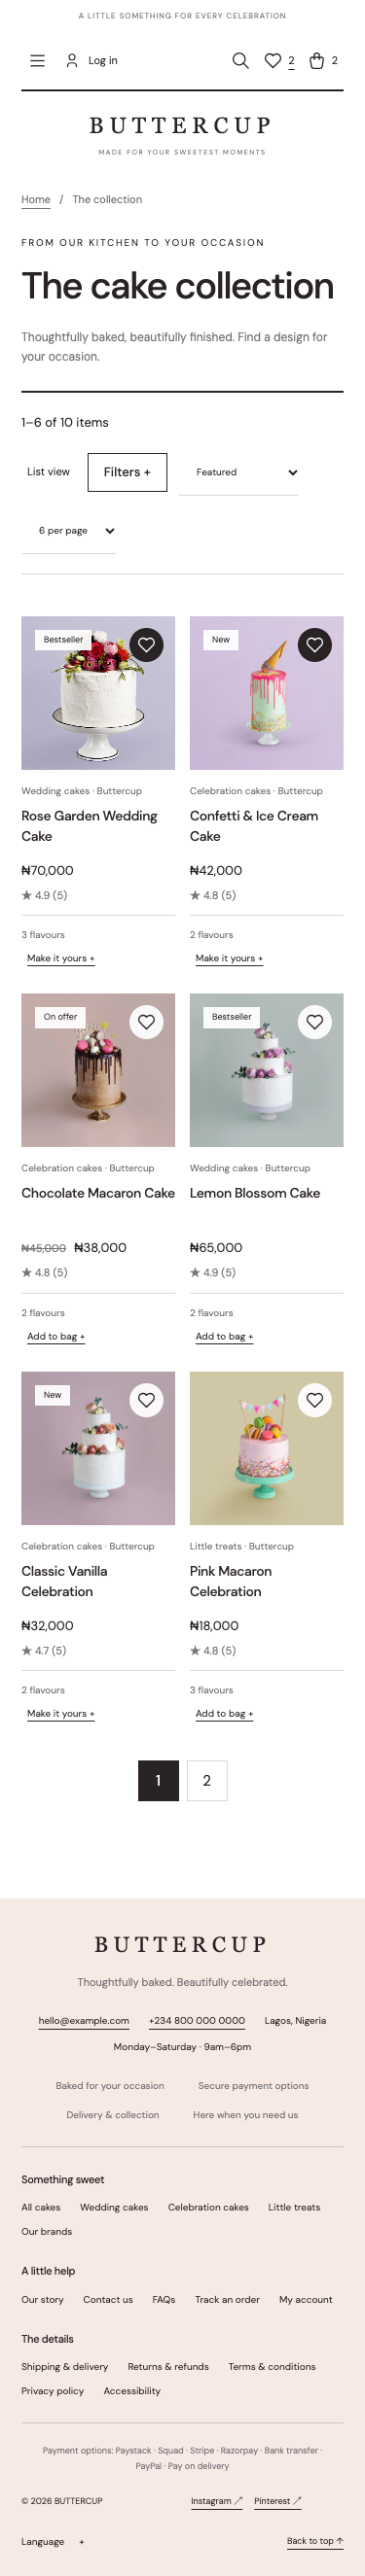 A LITTLE SOMETHING FOR EVERY CELEBRATION
Log in 2 2
BUTTERCUP
MADE FOR YOUR SWEETEST MOMENTS
Home / The collection
FROM OUR KITCHEN TO YOUR OCCASION
The cake collection
Thoughtfully baked, beautifully finished. Find a design for
your occasion.
1–6 of 10 items
List view Filters + Featured
6 per page
Bestseller
New
Wedding cakes · Buttercup
Rose Garden Wedding
Cake
₦70,000
★ 4.9 (5)
3 flavours
Make it yours +
Celebration cakes · Buttercup
Confetti & Ice Cream
Cake
₦42,000
★ 4.8 (5)
2 flavours
Make it yours +
On offer
Bestseller
Celebration cakes · Buttercup
Chocolate Macaron Cake
₦45,000 ₦38,000
★ 4.8 (5)
2 flavours
Add to bag +
Wedding cakes · Buttercup
Lemon Blossom Cake
₦65,000
★ 4.9 (5)
2 flavours
Add to bag +
New
Celebration cakes · Buttercup
Classic Vanilla
Celebration
₦32,000
★ 4.7 (5)
2 flavours
Make it yours +
Little treats · Buttercup
Pink Macaron
Celebration
₦18,000
★ 4.8 (5)
3 flavours
Add to bag +
1 2
BUTTERCUP
Thoughtfully baked. Beautifully celebrated.
hello@example.com +234 800 000 0000 Lagos, Nigeria
Monday–Saturday · 9am–6pm
Baked for your occasion Secure payment options
Delivery & collection Here when you need us
Something sweet
All cakes Wedding cakes Celebration cakes Little treats
Our brands
A little help
Our story Contact us FAQs Track an order My account
The details
Shipping & delivery Returns & refunds Terms & conditions
Privacy policy Accessibility
Payment options: Paystack · Squad · Stripe · Razorpay · Bank transfer ·
PayPal · Pay on delivery
© 2026 BUTTERCUP Instagram ↗ Pinterest ↗
Language + Back to top ↑